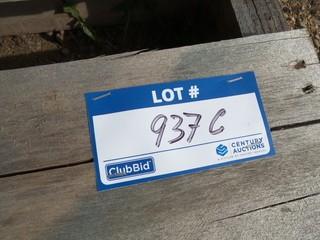 LOT #
937 C
ClubBid
CENTURY
AUCTIONS